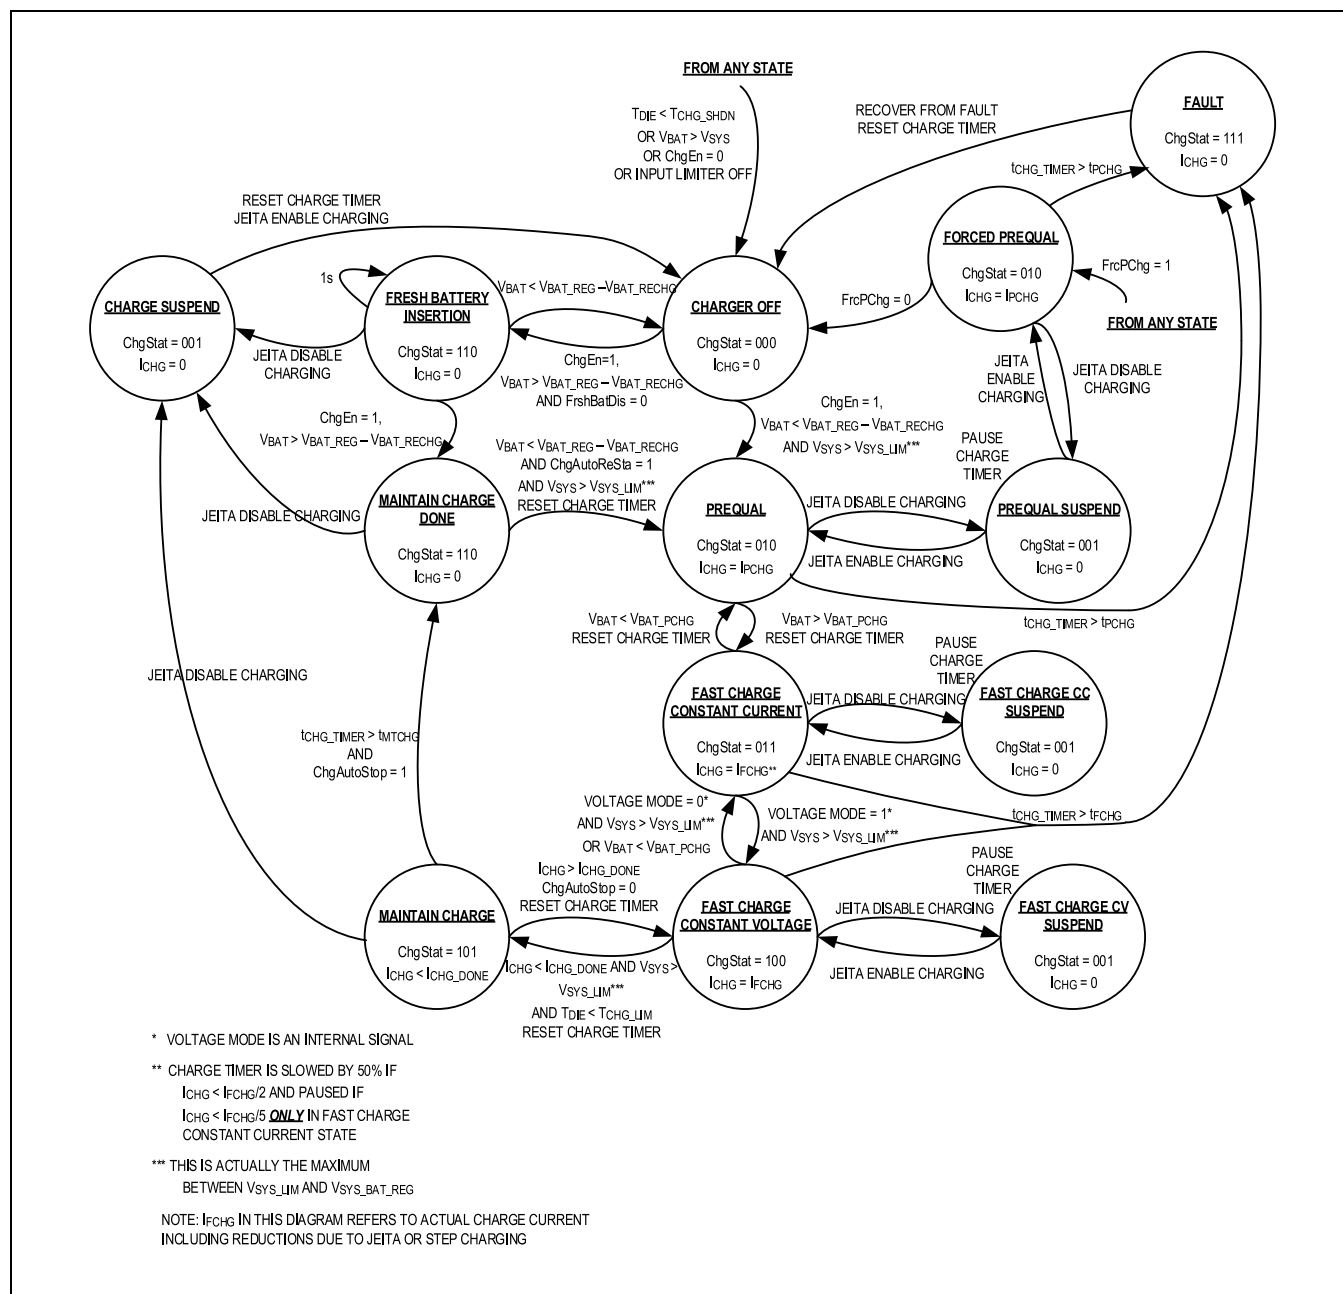 FROM ANY STATE
TDIE < TCHG_SHDN
OR VBAT > VSYS
OR ChgEn = 0
OR INPUT LIMITER OFF
RECOVER FROM FAULT
RESET CHARGE TIMER
FAULT
ChgStat = 111
ICHG = 0
tCHG_TIMER > tPCHG
RESET CHARGE TIMER
JEITA ENABLE CHARGING
FORCED PREQUAL
ChgStat = 010
ICHG = IPCHG
FrcPChg = 1
FROM ANY STATE
FrcPChg = 0
CHARGE SUSPEND
ChgStat = 001
ICHG = 0
1s
FRESH BATTERY
INSERTION
ChgStat = 110
ICHG = 0
VBAT < VBAT_REG – VBAT_RECHG
CHARGER OFF
ChgStat = 000
ICHG = 0
JEITA DISABLE
CHARGING
ChgEn=1,
VBAT > VBAT_REG – VBAT_RECHG
AND FrshBatDis = 0
JEITA
ENABLE
CHARGING
JEITA DISABLE
CHARGING
ChgEn = 1,
VBAT > VBAT_REG – VBAT_RECHG
ChgEn = 1,
VBAT < VBAT_REG – VBAT_RECHG
AND VSYS > VSYS_LIM***
VBAT < VBAT_REG – VBAT_RECHG
AND ChgAutoReSta = 1
AND VSYS > VSYS_LIM***
RESET CHARGE TIMER
PAUSE
CHARGE
TIMER
JEITA DISABLE CHARGING
MAINTAIN CHARGE
DONE
ChgStat = 110
ICHG = 0
PREQUAL
ChgStat = 010
ICHG = IPCHG
JEITA DISABLE CHARGING
JEITA ENABLE CHARGING
PREQUAL SUSPEND
ChgStat = 001
ICHG = 0
tCHG_TIMER > tPCHG
VBAT < VBAT_PCHG
RESET CHARGE TIMER
VBAT > VBAT_PCHG
RESET CHARGE TIMER
PAUSE
CHARGE
TIMER
JEITA DISABLE CHARGING
FAST CHARGE
CONSTANT CURRENT
ChgStat = 011
ICHG = IFCHG**
JEITA DISABLE CHARGING
JEITA ENABLE CHARGING
FAST CHARGE CC
SUSPEND
ChgStat = 001
ICHG = 0
tCHG_TIMER > tMTCHG
AND
ChgAutoStop = 1
tCHG_TIMER > tFCHG
VOLTAGE MODE = 0*
AND VSYS > VSYS_LIM***
OR VBAT < VBAT_PCHG
VOLTAGE MODE = 1*
AND VSYS > VSYS_LIM***
PAUSE
CHARGE
TIMER
ICHG > ICHG_DONE
ChgAutoStop = 0
RESET CHARGE TIMER
MAINTAIN CHARGE
ChgStat = 101
ICHG < ICHG_DONE
FAST CHARGE
CONSTANT VOLTAGE
ChgStat = 100
ICHG = IFCHG
JEITA DISABLE CHARGING
JEITA ENABLE CHARGING
FAST CHARGE CV
SUSPEND
ChgStat = 001
ICHG = 0
ICHG < ICHG_DONE AND VSYS >
VSYS_LIM***
AND TDIE < TCHG_LIM
RESET CHARGE TIMER
* VOLTAGE MODE IS AN INTERNAL SIGNAL
** CHARGE TIMER IS SLOWED BY 50% IF
ICHG < IFCHG/2 AND PAUSED IF
ICHG < IFCHG/5 ONLY IN FAST CHARGE
CONSTANT CURRENT STATE
*** THIS IS ACTUALLY THE MAXIMUM
BETWEEN VSYS_LIM AND VSYS_BAT_REG
NOTE: IFCHG IN THIS DIAGRAM REFERS TO ACTUAL CHARGE CURRENT
INCLUDING REDUCTIONS DUE TO JEITA OR STEP CHARGING